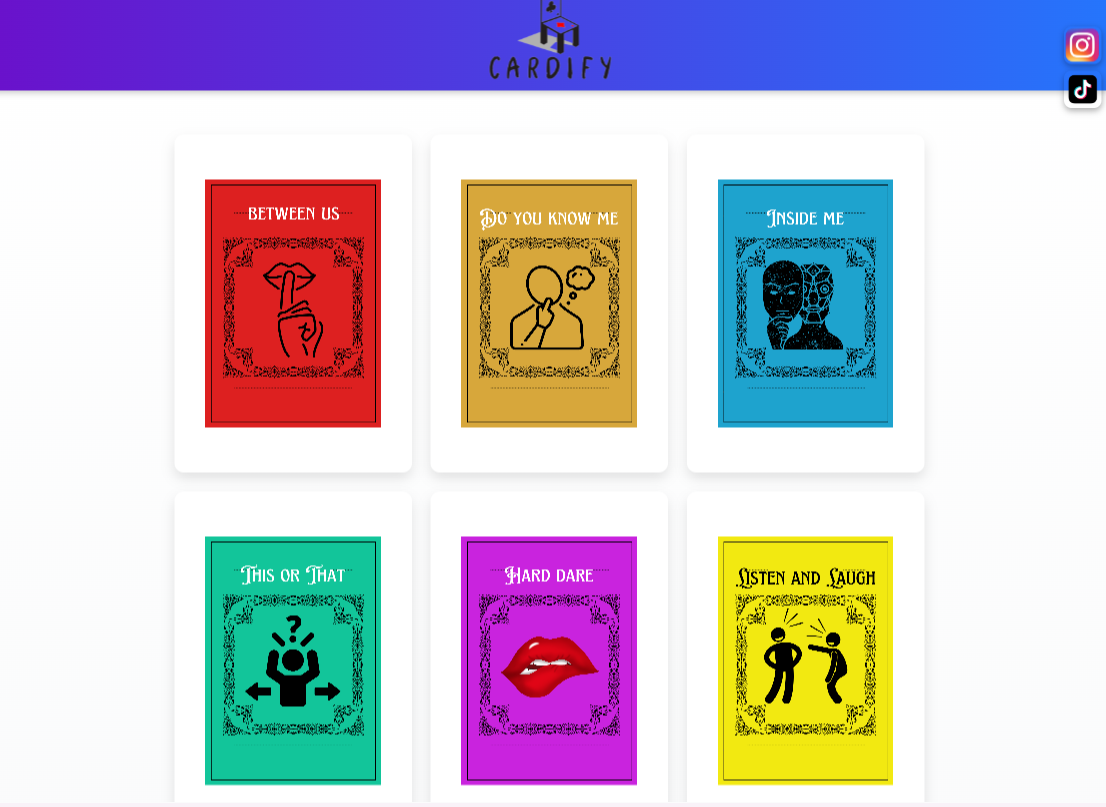 CARDIFY
BETWEEN US
DO YOU KNOW ME
INSIDE ME
?
THIS OR THAT
HARD DARE
LISTEN AND LAUGH